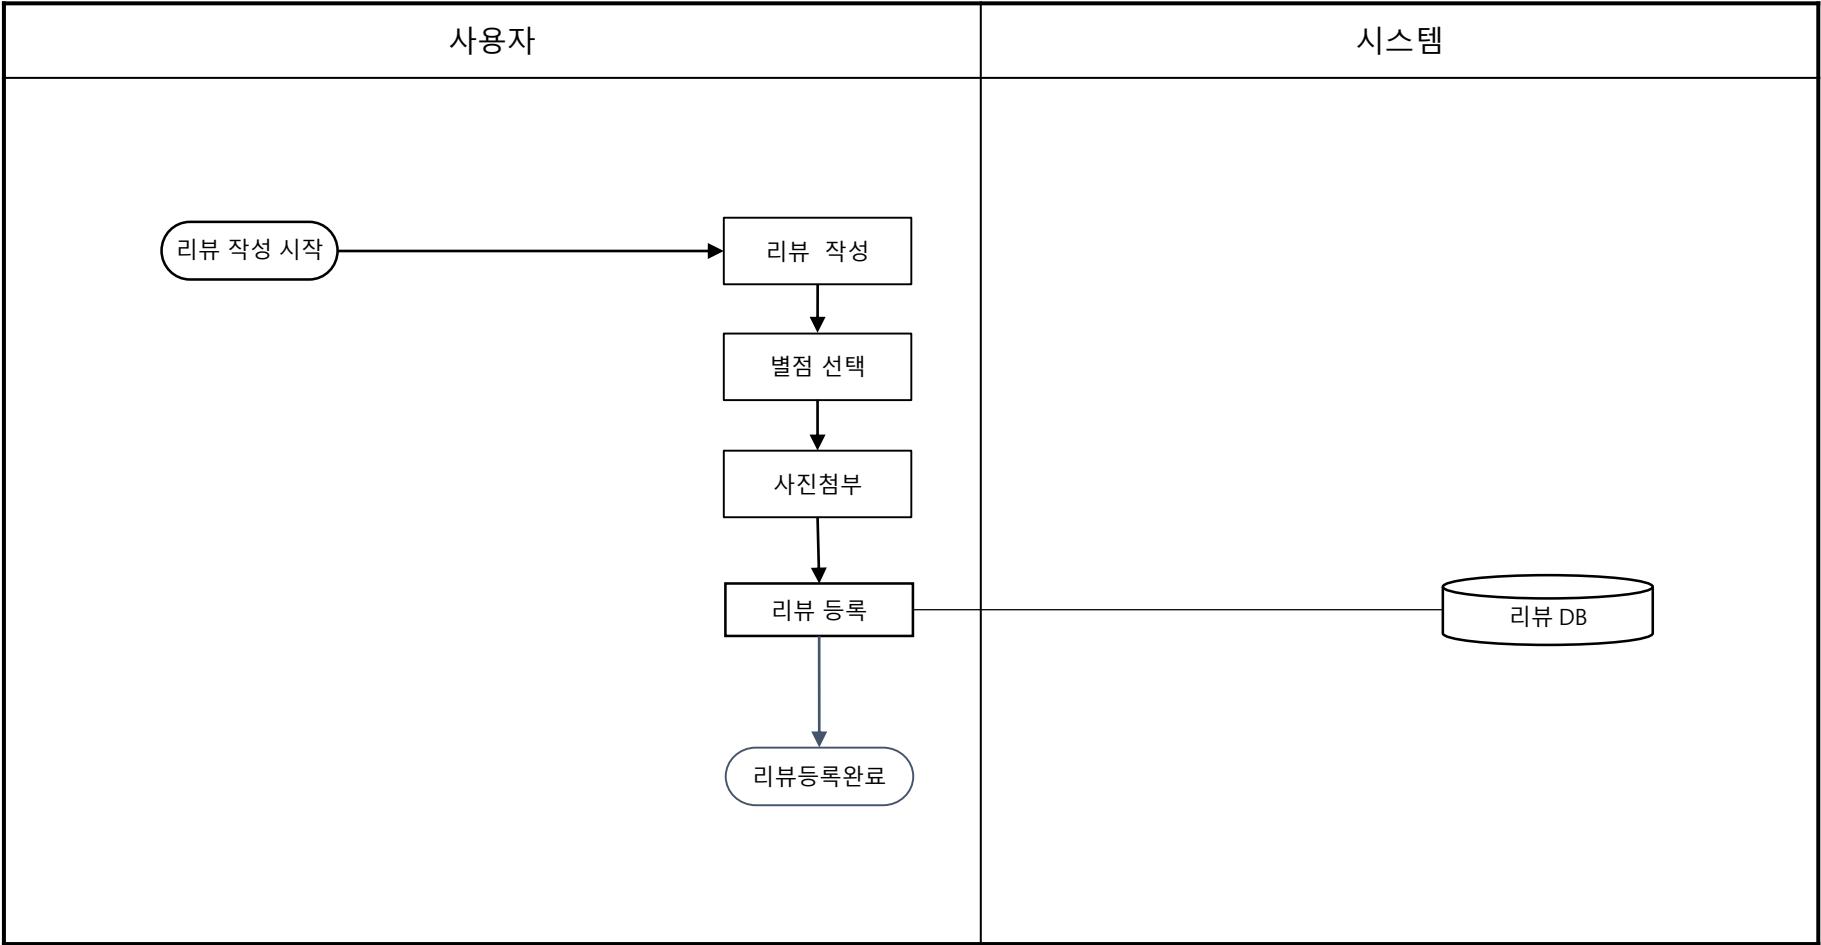 사용자
시스템
리뷰 작성 시작
리뷰 작성
별점 선택
사진첨부
리뷰 등록
리뷰 DB
리뷰등록완료